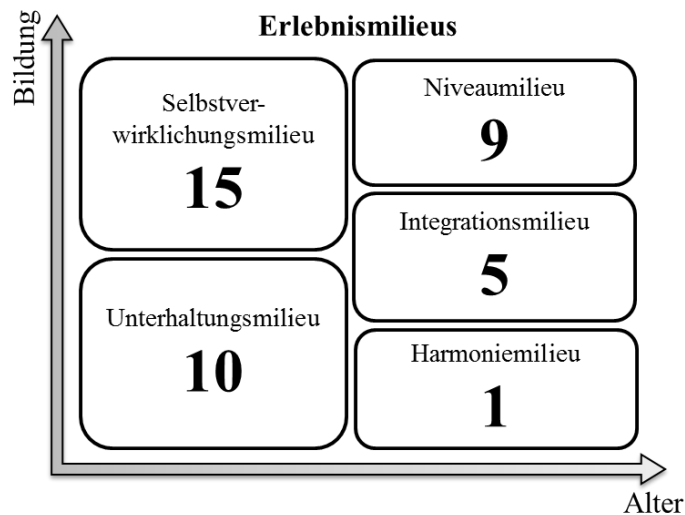 Erlebnismilieus
Bildung
Selbstver-
wirklichungsmilieu
15
Niveaumilieu
9
Integrationsmilieu
5
Unterhaltungsmilieu
10
Harmoniemilieu
1
Alter